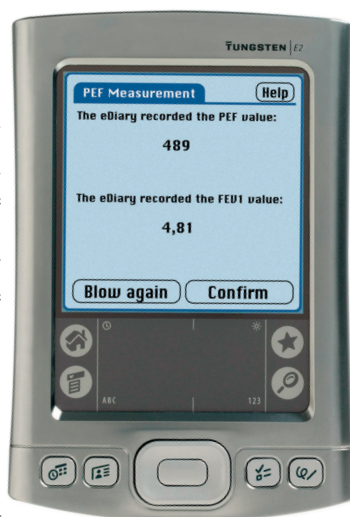 TUNGSTEN | E2
PEF Measurement
Help
The eDiary recorded the PEF value:
489
The eDiary recorded the FEV1 value:
4,81
Blow again
Confirm
ABC
123